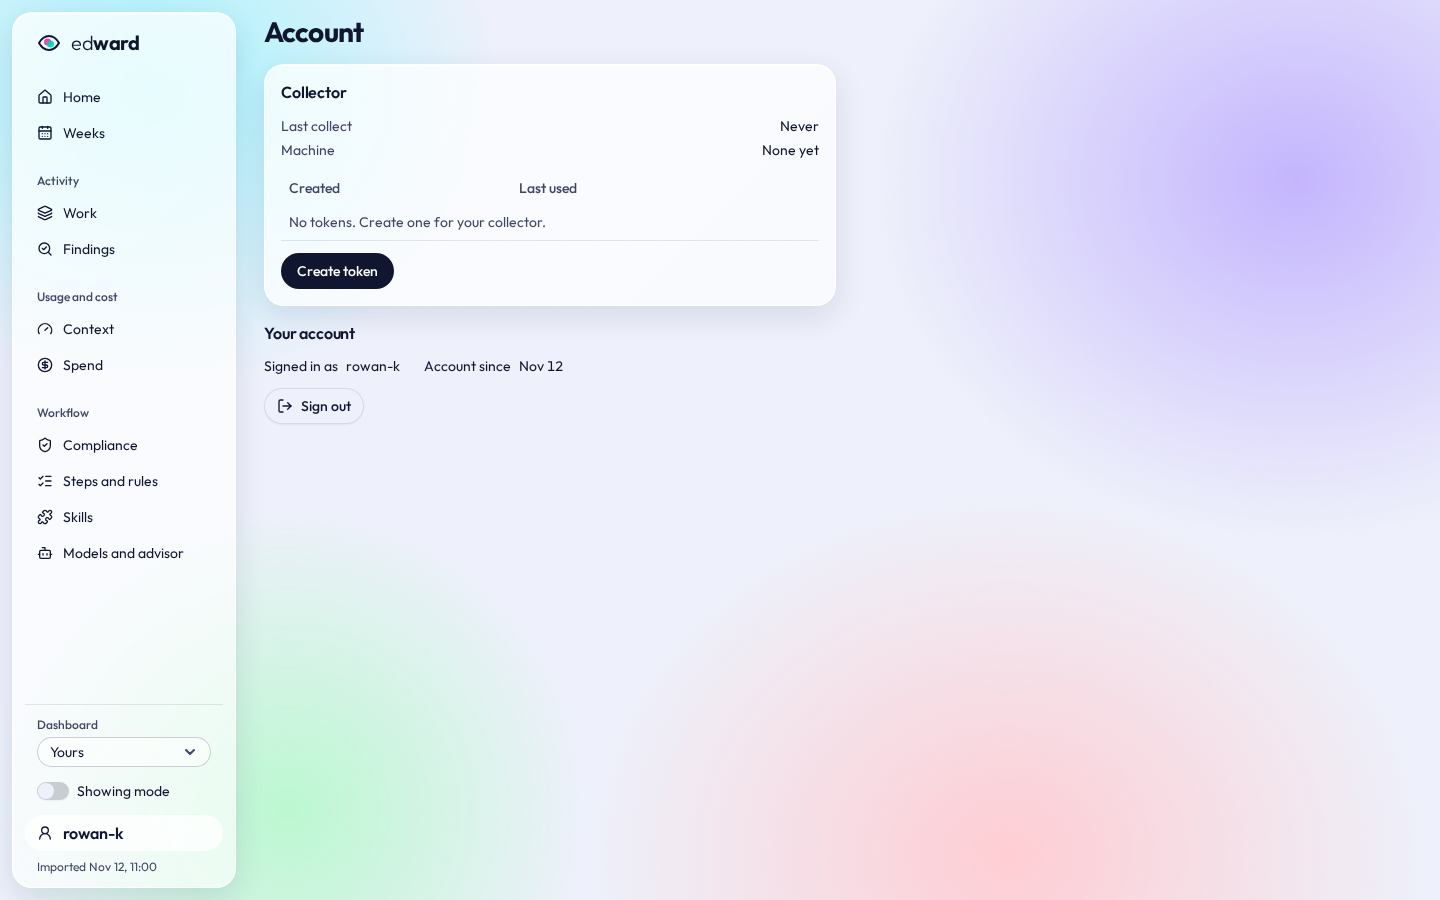 edward
Home
Weeks
Activity
Work
Findings
Usage and cost
Context
Spend
Workflow
Compliance
Steps and rules
Skills
Models and advisor
Dashboard
Yours
Showing mode
rowan-k
Imported Nov 12, 11:00
Account
Collector
Last collect Never
Machine None yet
Created Last used
No tokens. Create one for your collector.
Create token
Your account
Signed in as rowan-k Account since Nov 12
Sign out